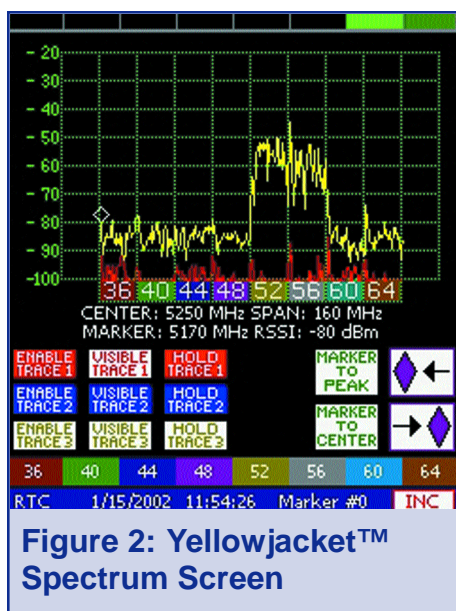 - 20
- 30
- 40
- 50
- 60
- 70
- 80
- 90
-100
36 40 44 48 52 56 60 64
CENTER: 5250 MHz SPAN: 160 MHz
MARKER: 5170 MHz RSSI: -80 dBm
ENABLE TRACE 1 VISIBLE TRACE 1 HOLD TRACE 1 MARKER TO PEAK
ENABLE TRACE 2 VISIBLE TRACE 2 HOLD TRACE 2
ENABLE TRACE 3 VISIBLE TRACE 3 HOLD TRACE 3 MARKER TO CENTER
36 40 44 48 52 56 60 64
RTC 1/15/2002 11:54:26 Marker #0 INC
Figure 2: Yellowjacket™
Spectrum Screen